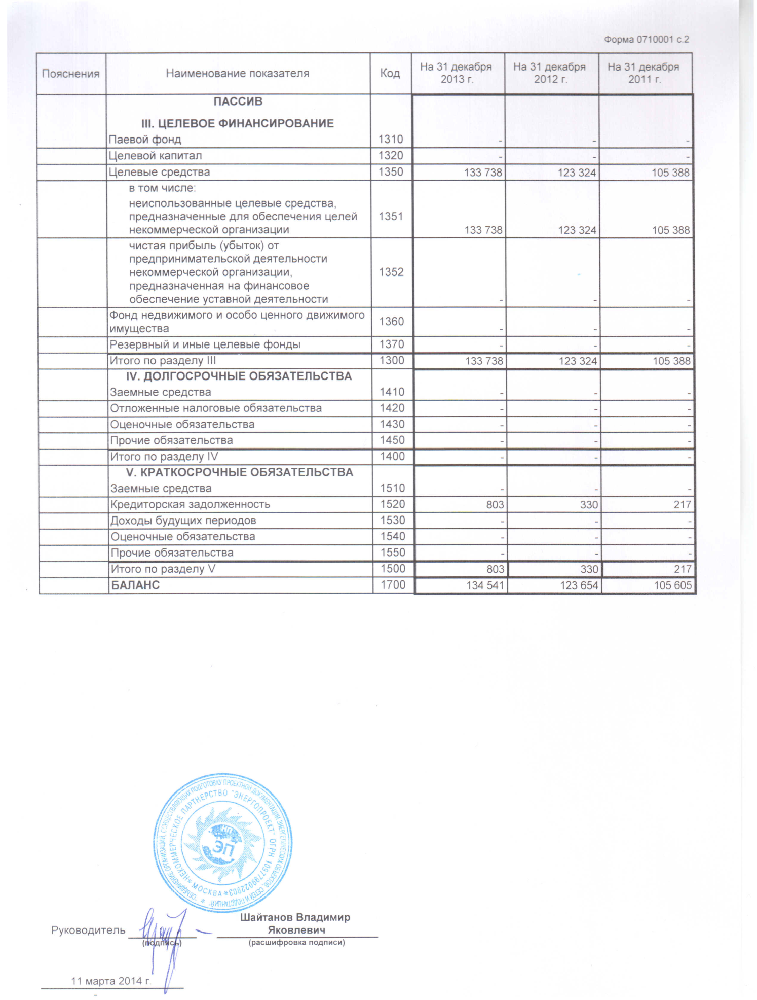 Форма 0710001 с.2
Пояснения Наименование показателя Код На 31 декабря 2013 г. На 31 декабря 2012 г. На 31 декабря 2011 г.
ПАССИВ
III. ЦЕЛЕВОЕ ФИНАНСИРОВАНИЕ
Паевой фонд 1310 - - -
Целевой капитал 1320 - - -
Целевые средства 1350 133 738 123 324 105 388
в том числе:
неиспользованные целевые средства,
предназначенные для обеспечения целей 1351
некоммерческой организации 133 738 123 324 105 388
чистая прибыль (убыток) от
предпринимательской деятельности
некоммерческой организации, 1352
предназначенная на финансовое
обеспечение уставной деятельности - - -
Фонд недвижимого и особо ценного движимого 1360
имущества - - -
Резервный и иные целевые фонды 1370 - - -
Итого по разделу III 1300 133 738 123 324 105 388
IV. ДОЛГОСРОЧНЫЕ ОБЯЗАТЕЛЬСТВА
Заемные средства 1410 - - -
Отложенные налоговые обязательства 1420 - - -
Оценочные обязательства 1430 - - -
Прочие обязательства 1450 - - -
Итого по разделу IV 1400 - - -
V. КРАТКОСРОЧНЫЕ ОБЯЗАТЕЛЬСТВА
Заемные средства 1510 - - -
Кредиторская задолженность 1520 803 330 217
Доходы будущих периодов 1530 - - -
Оценочные обязательства 1540 - - -
Прочие обязательства 1550 - - -
Итого по разделу V 1500 803 330 217
БАЛАНС 1700 134 541 123 654 105 605
"ОБЪЕДИНЕНИЕ ОРГАНИЗАЦИЙ, ОСУЩЕСТВЛЯЮЩИХ ПОДГОТОВКУ ПРОЕКТНОЙ ДОКУМЕНТАЦИИ ЭНЕРГЕТИЧЕСКИХ ОБЪЕКТОВ, СЕТЕЙ И ПОДСТАНЦИЙ" *
*НЕКОММЕРЧЕСКОЕ ПАРТНЕРСТВО "ЭНЕРГОПРОЕКТ" ОГРН 1097799022903* МОСКВА
НП
ЭП
Шайтанов Владимир
Руководитель Яковлевич
(подпись) (расшифровка подписи)
11 марта 2014 г.